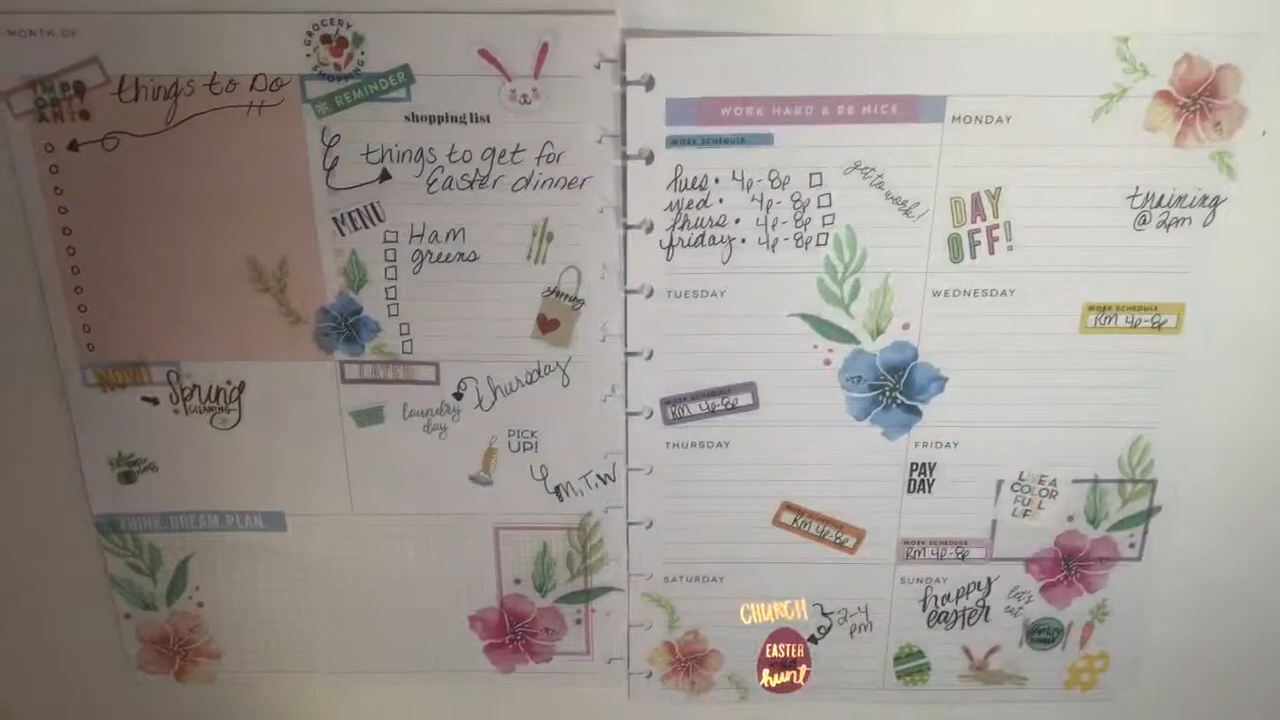 MONTH OF:
GROCERY
SHOPPING
IMPO
ORTY
ANT
things to Do
REMINDER
shopping list
things to get for
Easter dinner
MENU
Ham
greens
NOW
Spring
CLEANING
LATER
laundry
day
Thursday
PICK
UP!
M, T, W
THINK. DREAM. PLAN.
WORK HARD & BE NICE
WORK SCHEDULE
tues • 4p-8p
wed • 4p-8p
thurs • 4p-8p
friday • 4p-8p
get to work!
MONDAY
DAY
OFF!
training
@ 2pm
TUESDAY
WORK SCHEDULE
RM 4p-8p
WEDNESDAY
WORK SCHEDULE
RM 4p-8p
THURSDAY
WORK SCHEDULE
RM 4p-8p
FRIDAY
PAY
DAY
LIVE A
COLOR
FUL
LIFE
WORK SCHEDULE
RM 4p-8p
SATURDAY
CHURCH
2-4
pm
EASTER
hunt
SUNDAY
happy
easter
let's
eat